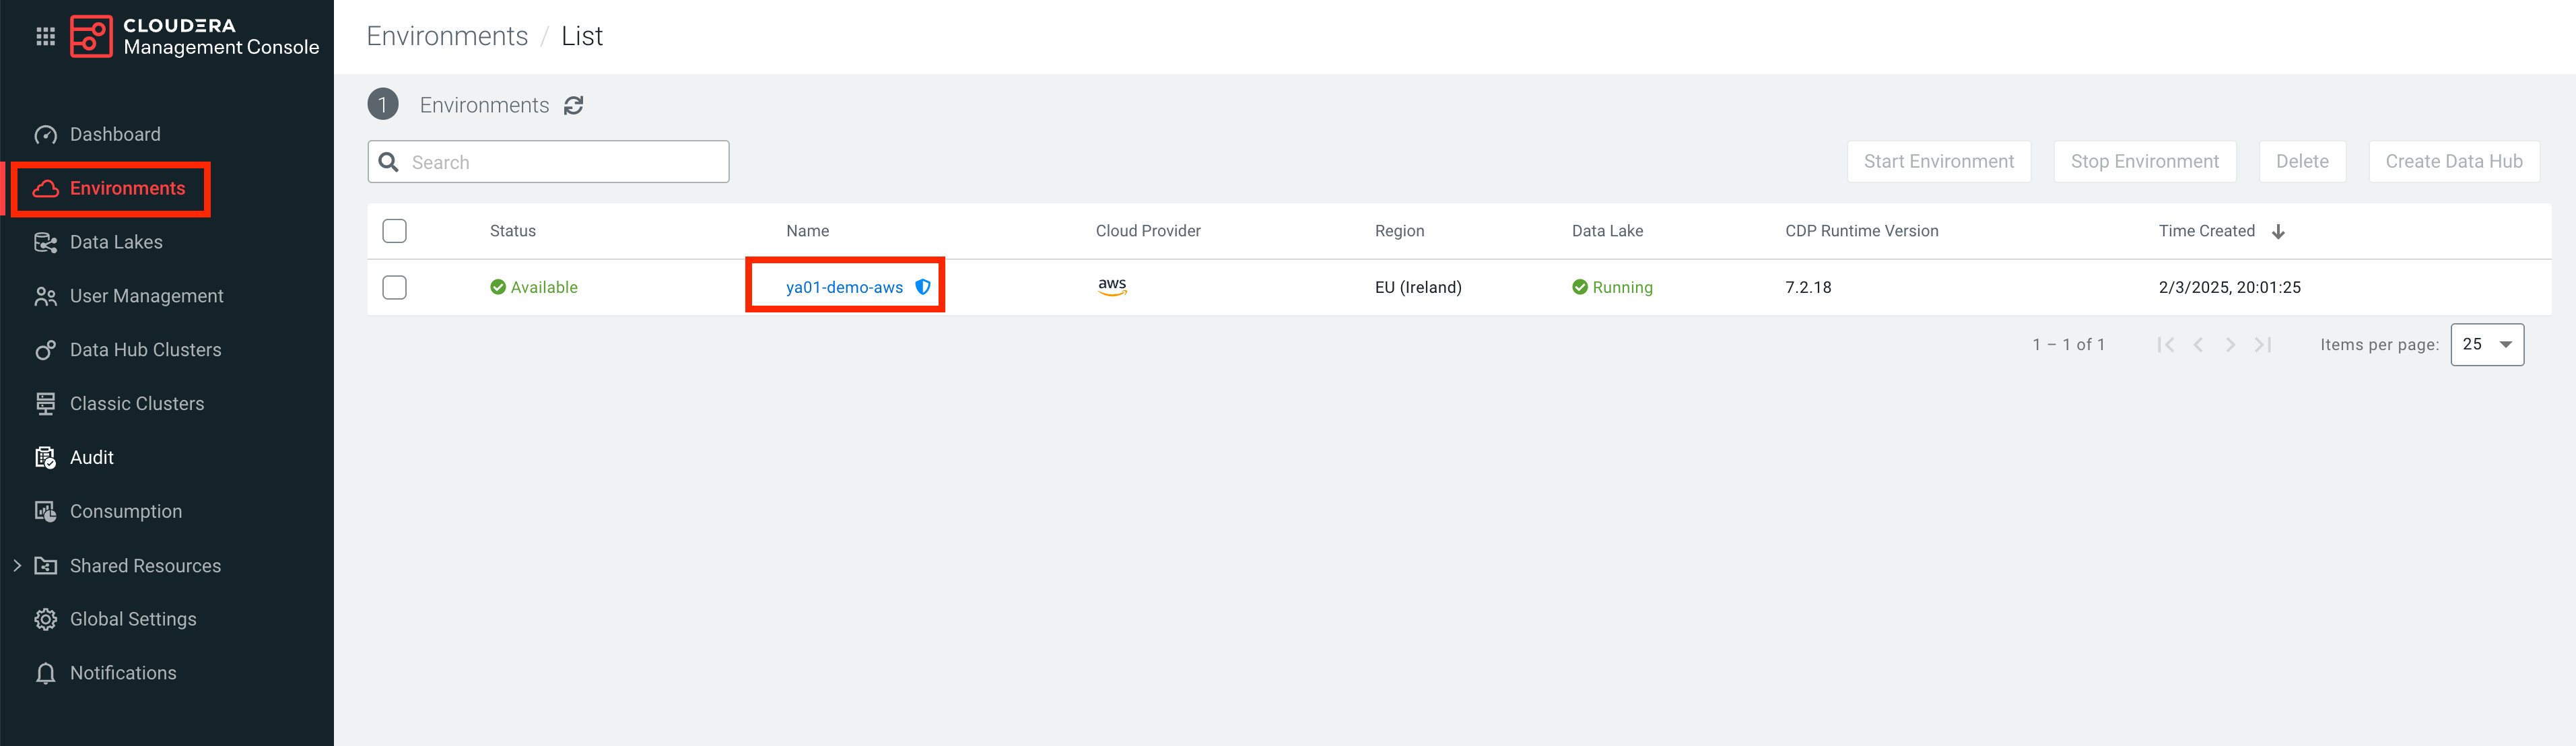 CLOUDERA
Management Console
Dashboard
Environments
Data Lakes
User Management
Data Hub Clusters
Classic Clusters
Audit
Consumption
Shared Resources
Global Settings
Notifications
Environments / List
1 Environments
Search
Start Environment Stop Environment Delete Create Data Hub
Status Name Cloud Provider Region Data Lake CDP Runtime Version Time Created
Available ya01-demo-aws aws EU (Ireland) Running 7.2.18 2/3/2025, 20:01:25
1 – 1 of 1 Items per page: 25